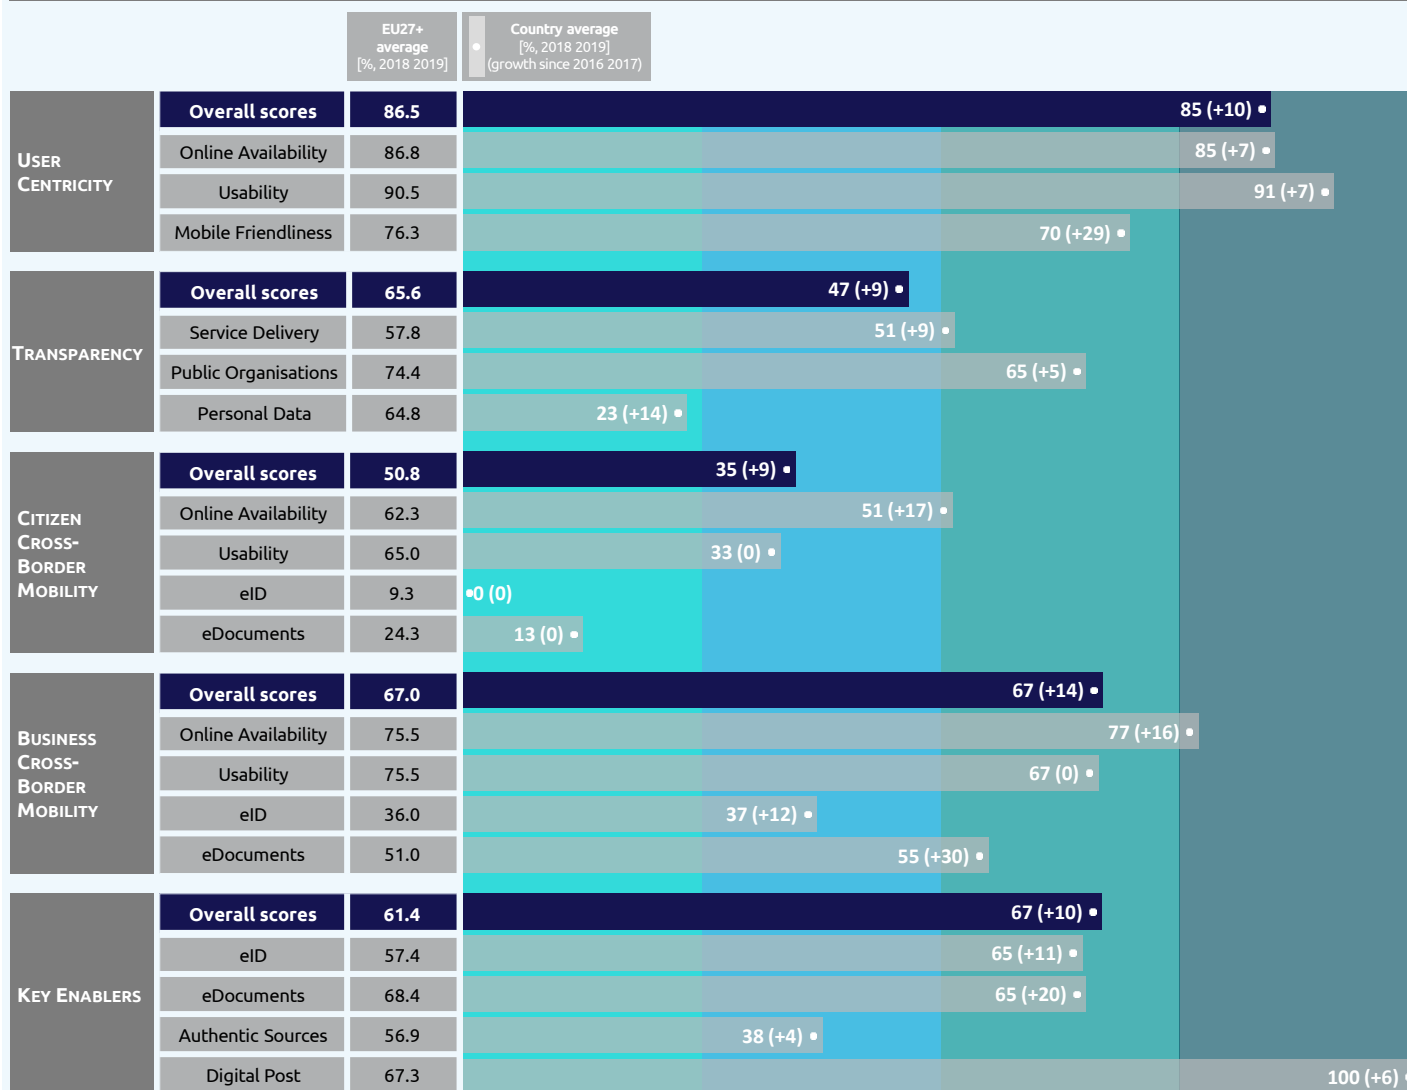 EU27+
average
[%, 2018 2019]
Country average
[%, 2018 2019]
(growth since 2016 2017)
USER
CENTRICITY
Overall scores 86.5 85 (+10)
Online Availability 86.8 85 (+7)
Usability 90.5 91 (+7)
Mobile Friendliness 76.3 70 (+29)
TRANSPARENCY
Overall scores 65.6 47 (+9)
Service Delivery 57.8 51 (+9)
Public Organisations 74.4 65 (+5)
Personal Data 64.8 23 (+14)
CITIZEN
CROSS-
BORDER
MOBILITY
Overall scores 50.8 35 (+9)
Online Availability 62.3 51 (+17)
Usability 65.0 33 (0)
eID 9.3 0 (0)
eDocuments 24.3 13 (0)
BUSINESS
CROSS-
BORDER
MOBILITY
Overall scores 67.0 67 (+14)
Online Availability 75.5 77 (+16)
Usability 75.5 67 (0)
eID 36.0 37 (+12)
eDocuments 51.0 55 (+30)
KEY ENABLERS
Overall scores 61.4 67 (+10)
eID 57.4 65 (+11)
eDocuments 68.4 65 (+20)
Authentic Sources 56.9 38 (+4)
Digital Post 67.3 100 (+6)